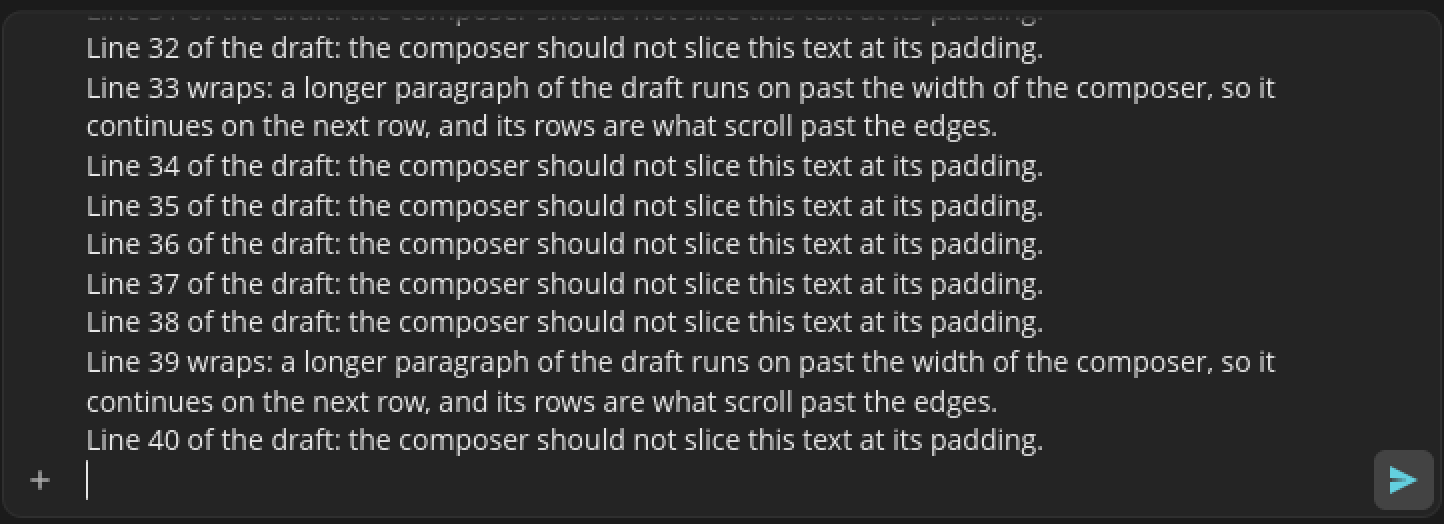 Line 32 of the draft: the composer should not slice this text at its padding.
Line 33 wraps: a longer paragraph of the draft runs on past the width of the composer, so it
continues on the next row, and its rows are what scroll past the edges.
Line 34 of the draft: the composer should not slice this text at its padding.
Line 35 of the draft: the composer should not slice this text at its padding.
Line 36 of the draft: the composer should not slice this text at its padding.
Line 37 of the draft: the composer should not slice this text at its padding.
Line 38 of the draft: the composer should not slice this text at its padding.
Line 39 wraps: a longer paragraph of the draft runs on past the width of the composer, so it
continues on the next row, and its rows are what scroll past the edges.
Line 40 of the draft: the composer should not slice this text at its padding.